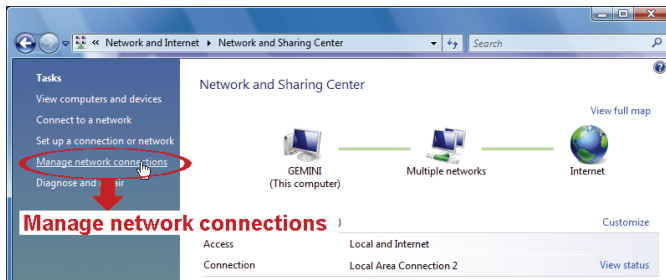 « Network and Internet ▸ Network and Sharing Center
Search
Tasks
View computers and devices
Connect to a network
Set up a connection or network
Manage network connections
Diagnose and
Manage network connections
Network and Sharing Center
View full map
GEMINI
(This computer)
Multiple networks
Internet
)
Customize
Access
Local and Internet
Connection
Local Area Connection 2
View status